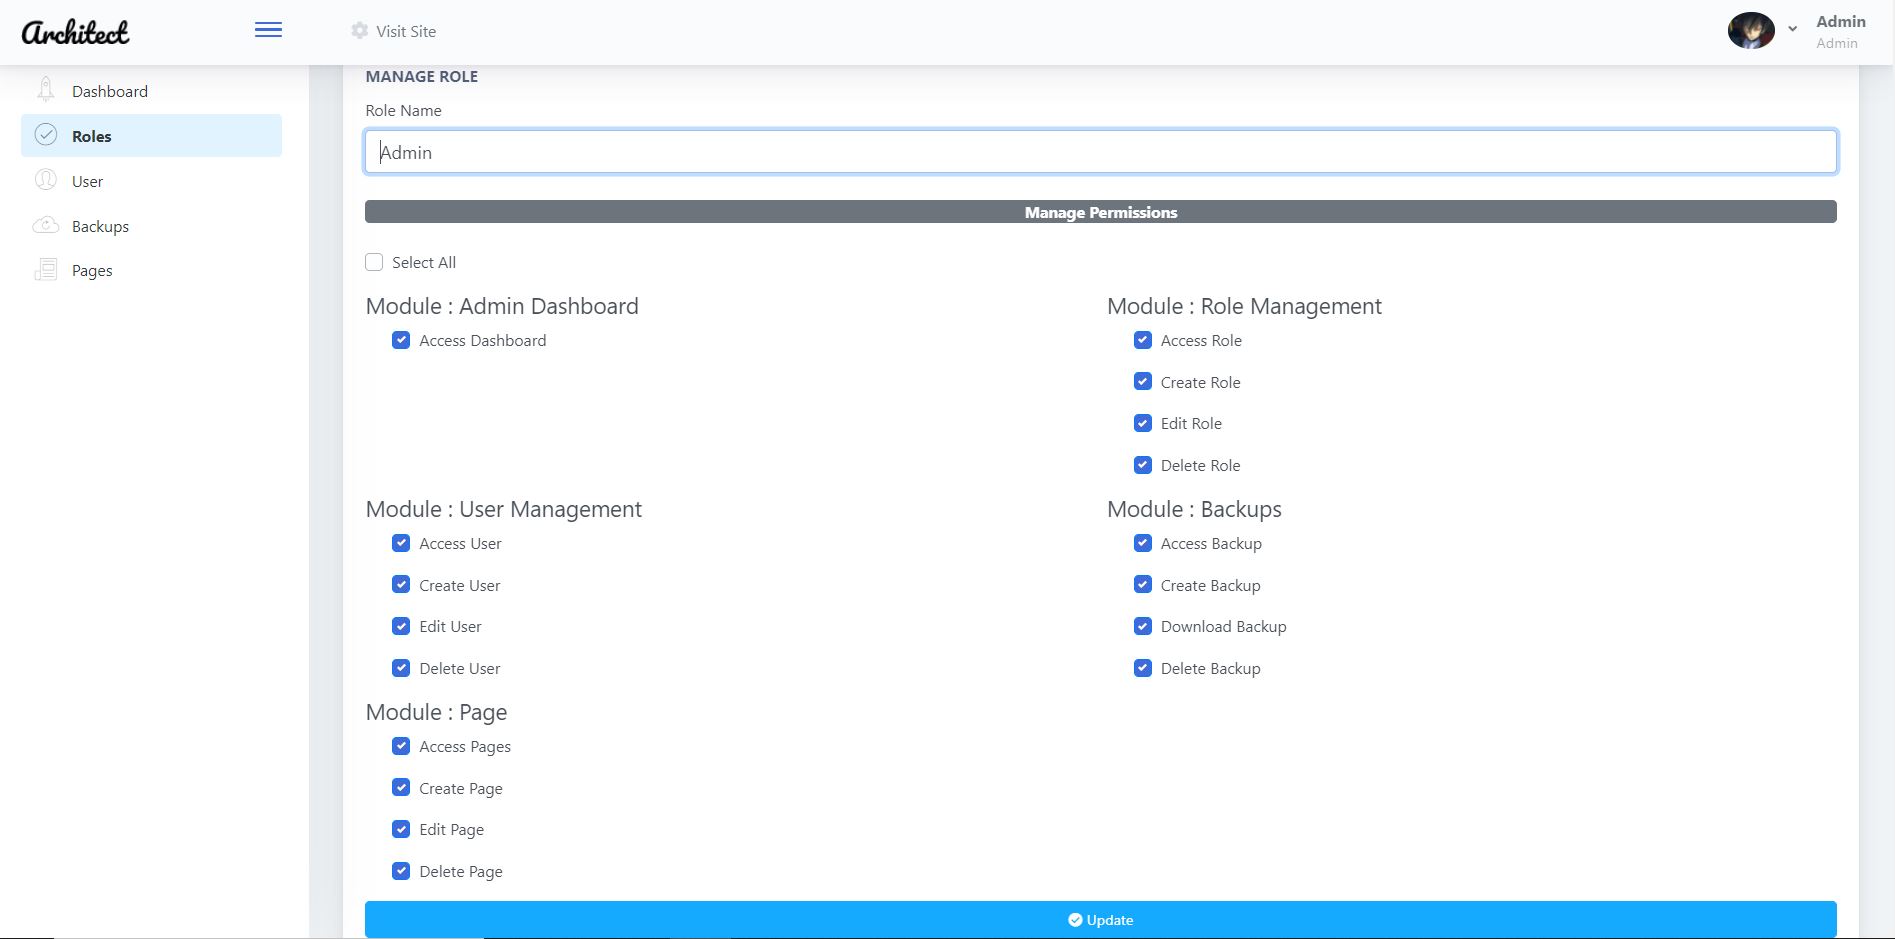 Architect
Visit Site
Admin
Admin
Dashboard
Roles
User
Backups
Pages
MANAGE ROLE
Role Name
Admin
Manage Permissions
Select All
Module : Admin Dashboard
Access Dashboard
Module : Role Management
Access Role
Create Role
Edit Role
Delete Role
Module : User Management
Access User
Create User
Edit User
Delete User
Module : Backups
Access Backup
Create Backup
Download Backup
Delete Backup
Module : Page
Access Pages
Create Page
Edit Page
Delete Page
Update